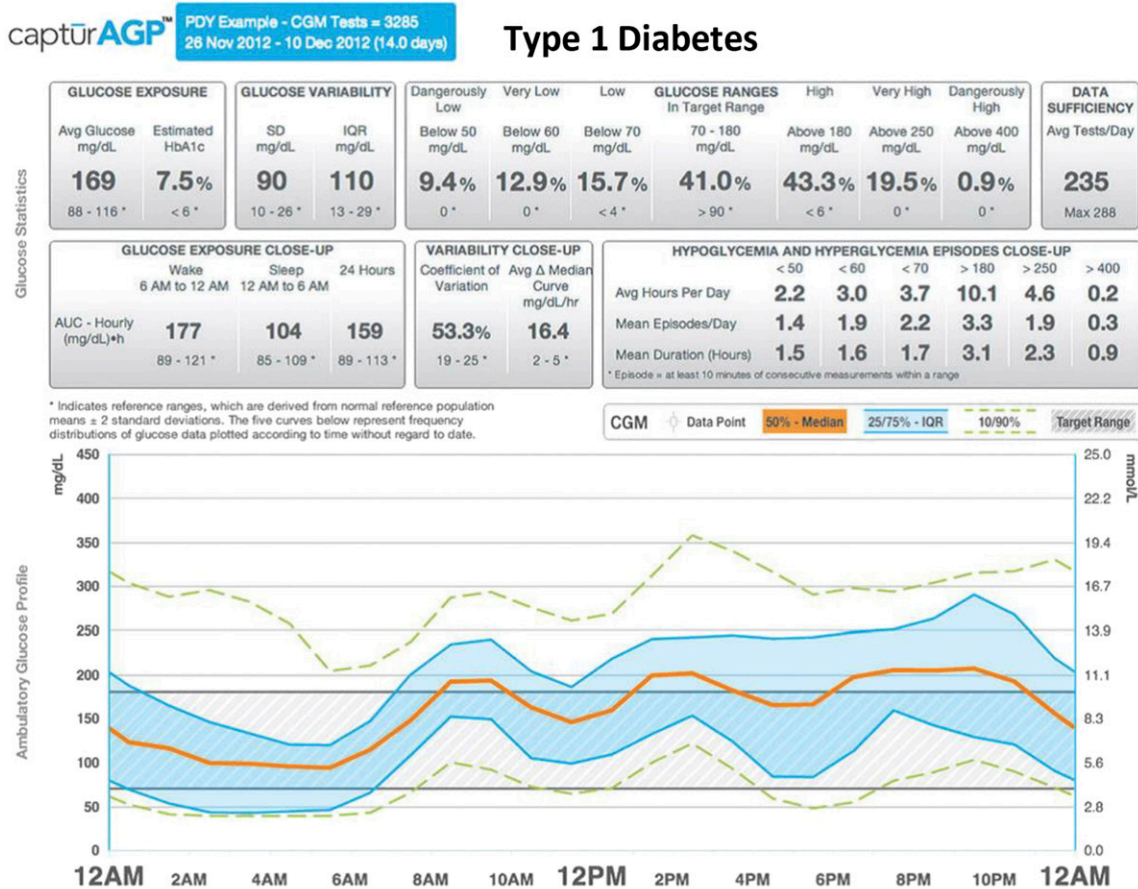 captūrAGP™
PDY Example - CGM Tests = 3285
26 Nov 2012 - 10 Dec 2012 (14.0 days)
Type 1 Diabetes
Glucose Statistics
GLUCOSE EXPOSURE
Avg Glucose mg/dL
Estimated HbA1c
169 7.5%
88 - 116 * < 6 *
GLUCOSE VARIABILITY
SD mg/dL
IQR mg/dL
90 110
10 - 26 * 13 - 29 *
GLUCOSE RANGES
Dangerously Low Very Low Low In Target Range High Very High Dangerously High
Below 50 mg/dL Below 60 mg/dL Below 70 mg/dL 70 - 180 mg/dL Above 180 mg/dL Above 250 mg/dL Above 400 mg/dL
9.4% 12.9% 15.7% 41.0% 43.3% 19.5% 0.9%
0 * 0 * < 4 * > 90 * < 6 * 0 * 0 *
DATA SUFFICIENCY
Avg Tests/Day
235
Max 288
GLUCOSE EXPOSURE CLOSE-UP
Wake 6 AM to 12 AM
Sleep 12 AM to 6 AM
24 Hours
AUC - Hourly (mg/dL)•h
177 104 159
89 - 121 * 85 - 109 * 89 - 113 *
VARIABILITY CLOSE-UP
Coefficient of Variation
Avg Δ Median Curve mg/dL/hr
53.3% 16.4
19 - 25 * 2 - 5 *
HYPOGLYCEMIA AND HYPERGLYCEMIA EPISODES CLOSE-UP
< 50 < 60 < 70 > 180 > 250 > 400
Avg Hours Per Day 2.2 3.0 3.7 10.1 4.6 0.2
Mean Episodes/Day 1.4 1.9 2.2 3.3 1.9 0.3
Mean Duration (Hours) 1.5 1.6 1.7 3.1 2.3 0.9
* Episode = at least 10 minutes of consecutive measurements within a range
* Indicates reference ranges, which are derived from normal reference population
means ± 2 standard deviations. The five curves below represent frequency
distributions of glucose data plotted according to time without regard to date.
CGM Data Point 50% - Median 25/75% - IQR 10/90% Target Range
Ambulatory Glucose Profile
mg/dL
mmol/L
450 25.0
400 22.2
350 19.4
300 16.7
250 13.9
200 11.1
150 8.3
100 5.6
50 2.8
0 0.0
12AM 2AM 4AM 6AM 8AM 10AM 12PM 2PM 4PM 6PM 8PM 10PM 12AM